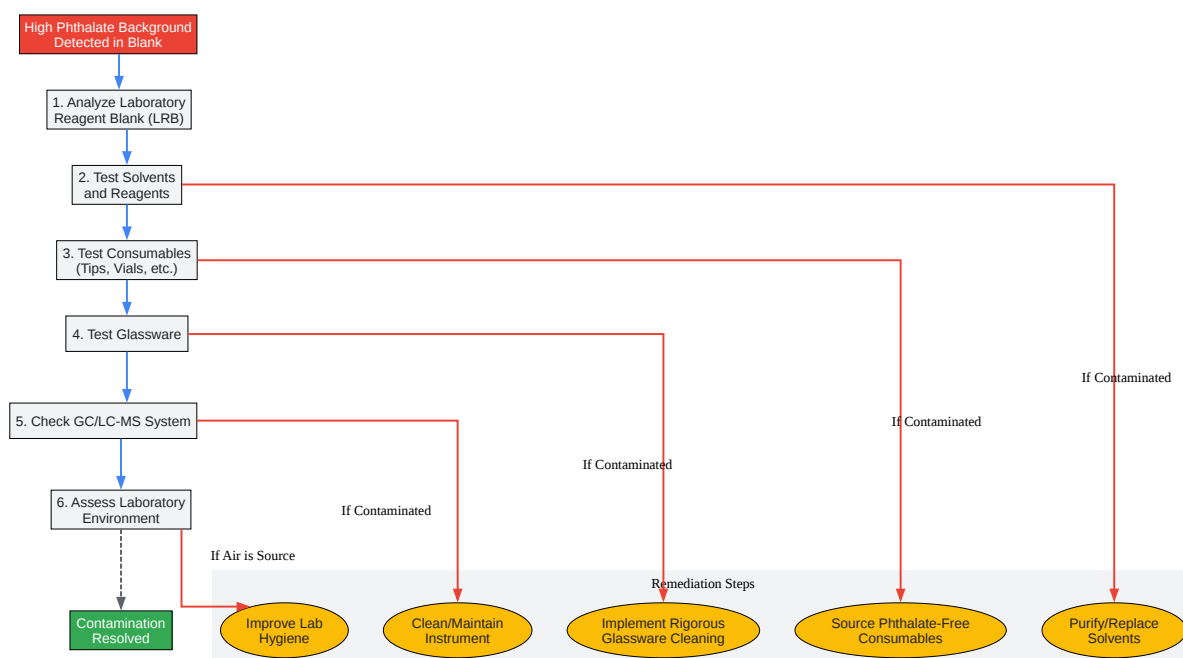 High Phthalate Background
Detected in Blank
1. Analyze Laboratory
Reagent Blank (LRB)
2. Test Solvents
and Reagents
3. Test Consumables
(Tips, Vials, etc.)
4. Test Glassware
If Contaminated
5. Check GC/LC-MS System
If Contaminated
If Contaminated
6. Assess Laboratory
Environment
If Contaminated
If Air is Source
Remediation Steps
Contamination
Resolved
Improve Lab
Hygiene
Clean/Maintain
Instrument
Implement Rigorous
Glassware Cleaning
Source Phthalate-Free
Consumables
Purify/Replace
Solvents